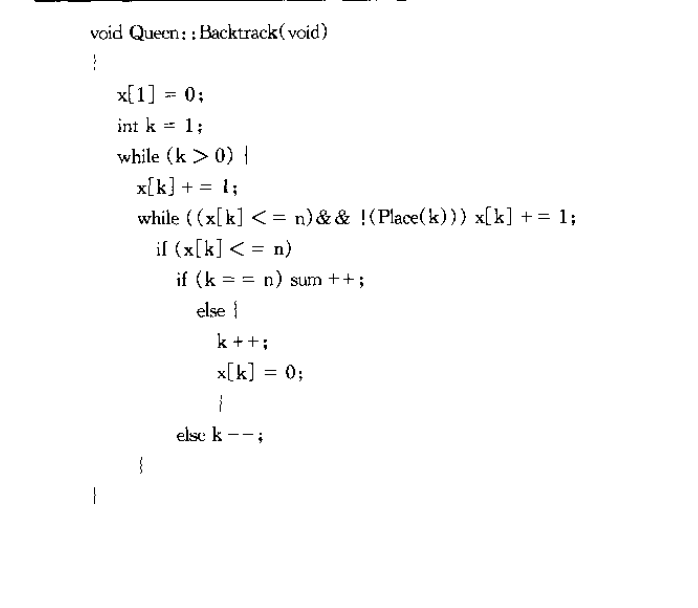 void Queen::Backtrack(void)
{
x[1] = 0;
int k = 1;
while (k > 0) {
x[k] += 1;
while ((x[k] <= n)&& !(Place(k))) x[k] += 1;
if (x[k] <= n)
if (k == n) sum ++;
else {
k ++;
x[k] = 0;
}
else k --;
}
}